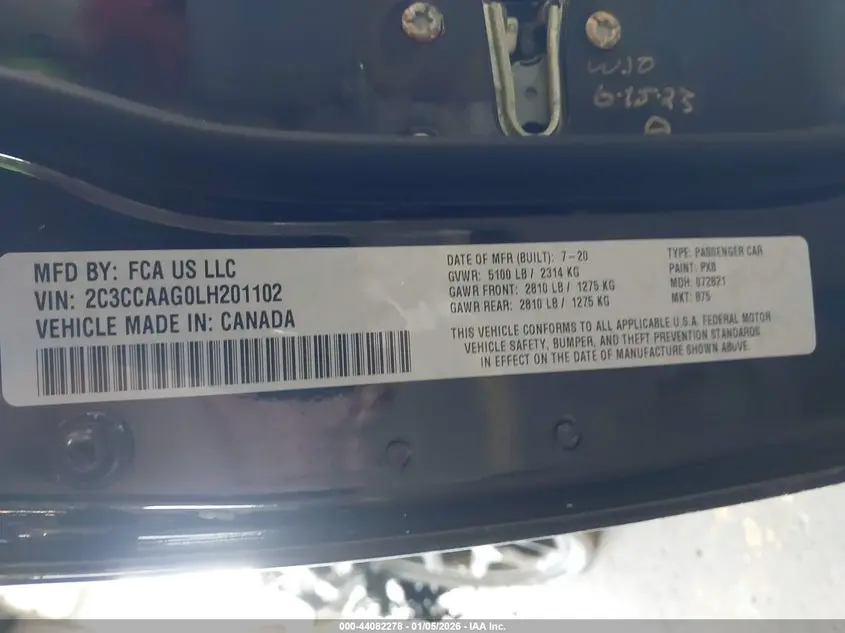 W.J.O
6·15·23
MFD BY: FCA US LLC
VIN: 2C3CCAAG0LH201102
VEHICLE MADE IN: CANADA
DATE OF MFR (BUILT): 7-20
GVWR: 5100 LB / 2314 KG
GAWR FRONT: 2810 LB / 1275 KG
GAWR REAR: 2810 LB / 1275 KG
TYPE: PASSENGER CAR
PAINT: PX8
MDH: 072821
MKT: 975
THIS VEHICLE CONFORMS TO ALL APPLICABLE U.S.A. FEDERAL MOTOR
VEHICLE SAFETY, BUMPER, AND THEFT PREVENTION STANDARDS
IN EFFECT ON THE DATE OF MANUFACTURE SHOWN ABOVE.
000-44082278 - 01/05/2026 - IAA Inc.